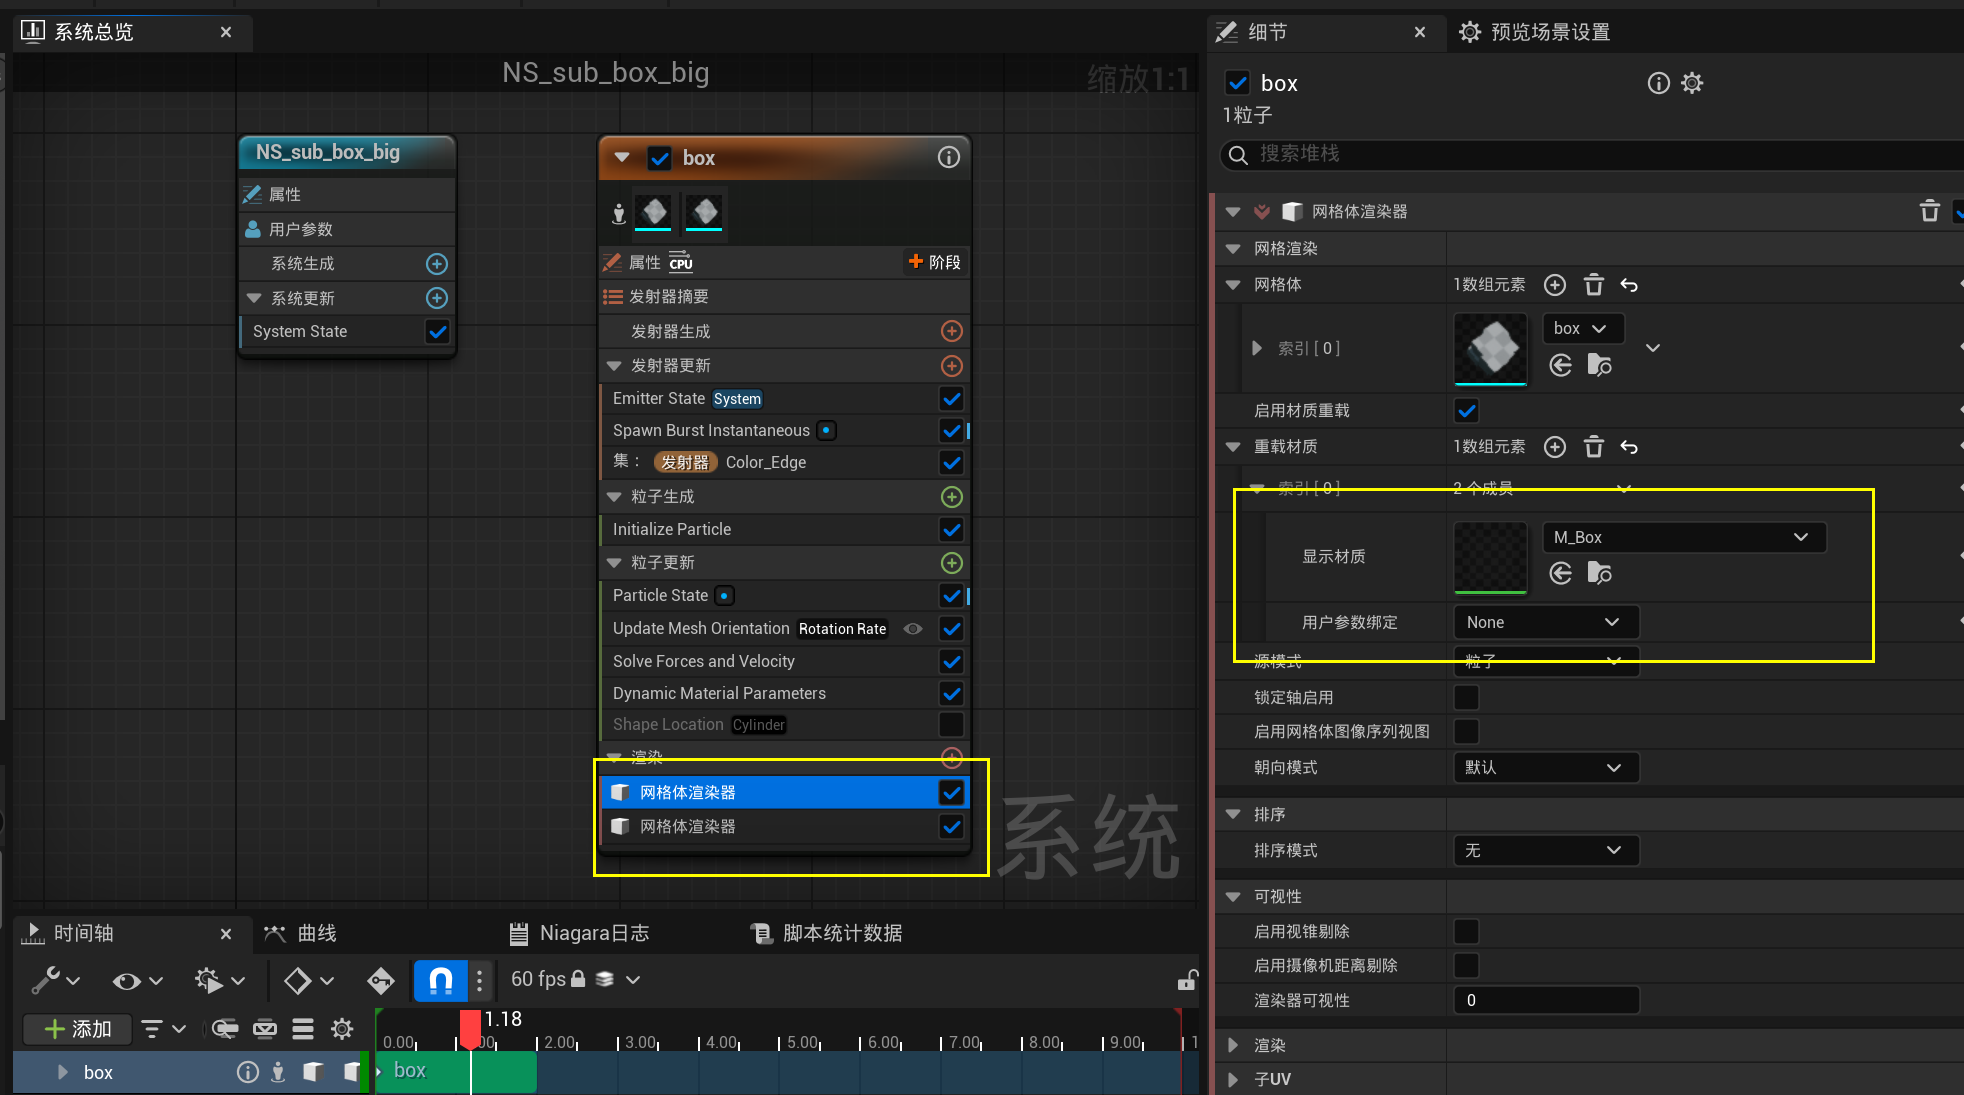 系统总览
NS_sub_box_big
缩放1:1
NS_sub_box_big
属性
用户参数
系统生成
系统更新
System State
box
属性 CPU
阶段
发射器摘要
发射器生成
发射器更新
Emitter State System
Spawn Burst Instantaneous
集： 发射器 Color_Edge
粒子生成
Initialize Particle
粒子更新
Particle State
Update Mesh Orientation Rotation Rate
Solve Forces and Velocity
Dynamic Material Parameters
Shape Location Cylinder
渲染
网格体渲染器
网格体渲染器
系统
时间轴
曲线
Niagara日志
脚本统计数据
60 fps
添加
1.18
0.00 2.00 3.00 4.00 5.00 6.00 7.00 8.00 9.00 1
box
box
细节
预览场景设置
box
1粒子
搜索堆栈
网格体渲染器
网格渲染
网格体 1数组元素
索引 [ 0 ] box
启用材质重载
重载材质 1数组元素
索引 [ 0 ] 2 个成员
显示材质 M_Box
用户参数绑定 None
源模式 粒子
锁定轴启用
启用网格体图像序列视图
朝向模式 默认
排序
排序模式 无
可视性
启用视锥剔除
启用摄像机距离剔除
渲染器可视性 0
渲染
子UV